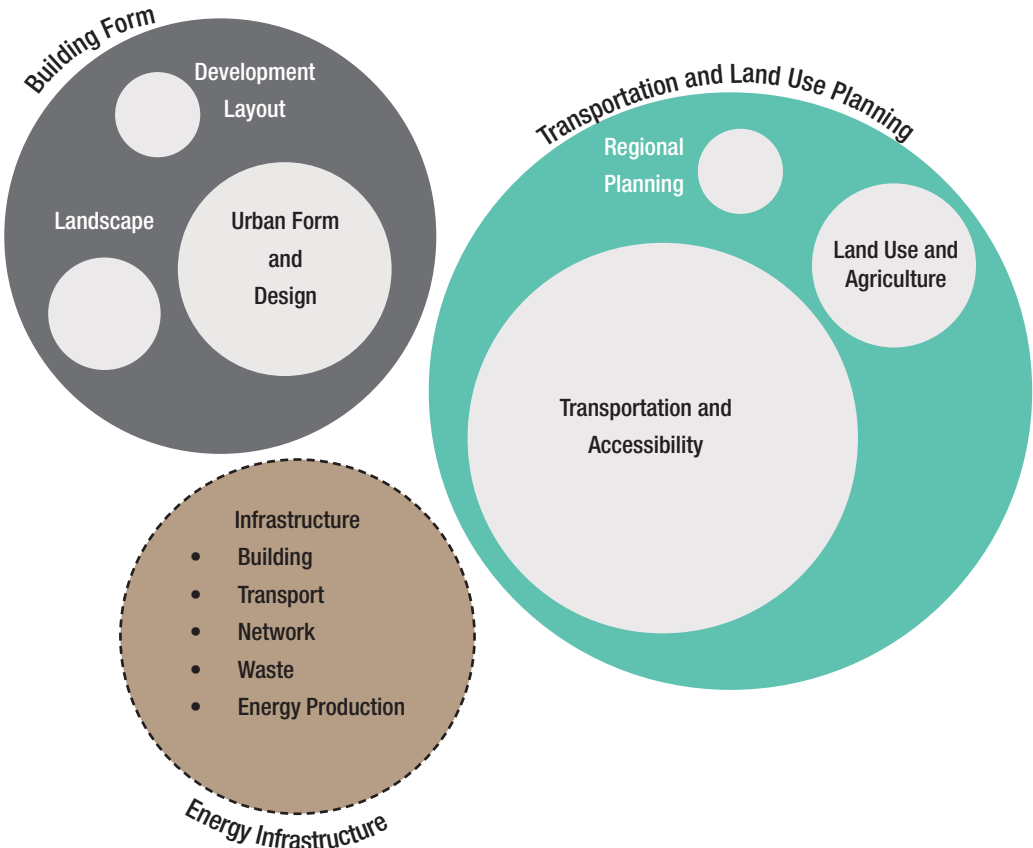 Building Form
Development
Layout
Landscape
Urban Form
and
Design
Transportation and Land Use Planning
Regional
Planning
Land Use and
Agriculture
Transportation and
Accessibility
Infrastructure
• Building
• Transport
• Network
• Waste
• Energy Production
Energy Infrastructure